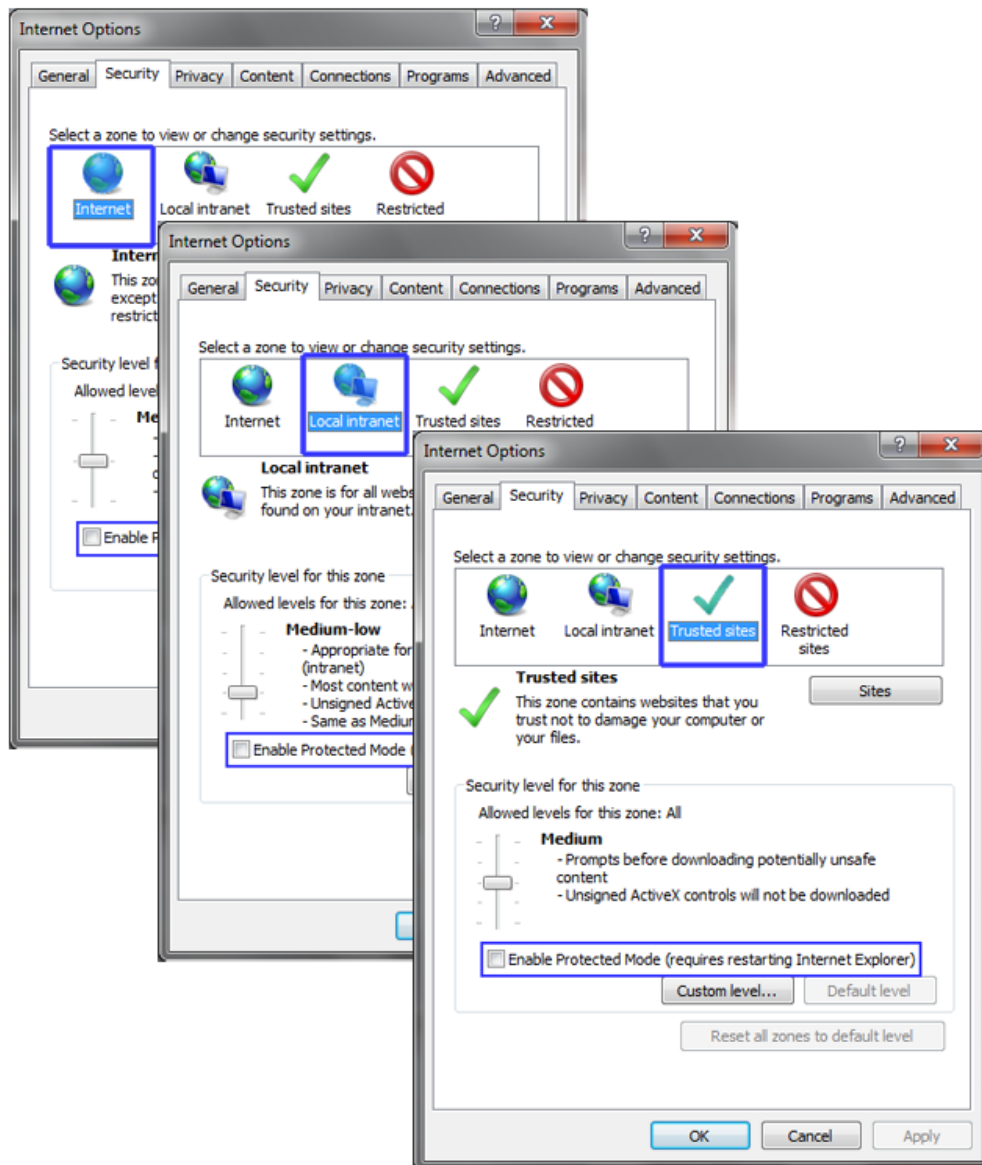 Internet Options
General Security Privacy Content Connections Programs Advanced
Select a zone to view or change security settings.
Internet Local intranet Trusted sites Restricted
This
except
restrict
Security level
Allowed
Enable
Internet Options
General Security Privacy Content Connections Programs Advanced
Select a zone to view or change security settings.
Internet Local intranet Trusted sites Restricted
Local intranet
This zone is for all webs
found on your intranet.
Security level for this zone
Allowed levels for this zone:
Medium-low
- Appropriate for
(intranet)
- Most content w
- Unsigned Active
- Same as Mediun
Enable Protected Mode (
Internet Options
General Security Privacy Content Connections Programs Advanced
Select a zone to view or change security settings.
Internet Local intranet Trusted sites Restricted
sites
Trusted sites
Sites
This zone contains websites that you
trust not to damage your computer or
your files.
Security level for this zone
Allowed levels for this zone: All
Medium
- Prompts before downloading potentially unsafe
content
- Unsigned ActiveX controls will not be downloaded
Enable Protected Mode (requires restarting Internet Explorer)
Custom level... Default level
Reset all zones to default level
OK Cancel Apply